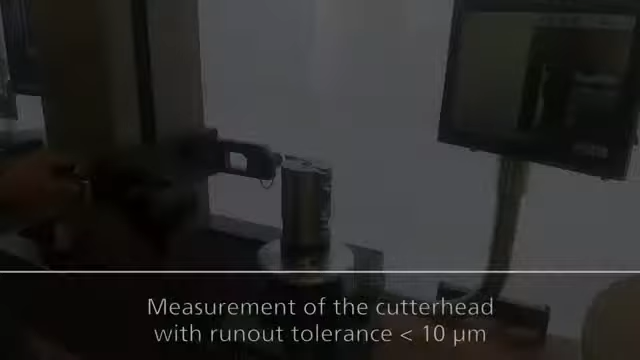 Measurement of the cutterhead
with runout tolerance < 10 µm